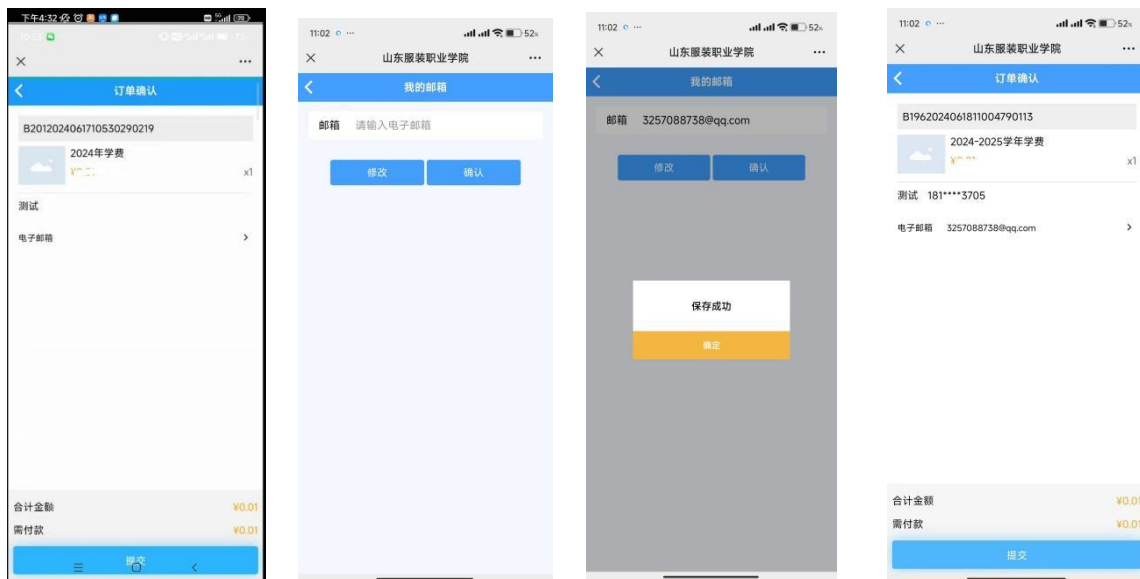 下午4:32
×
订单确认
B2012024061710530290219
2024年学费
x1
测试
电子邮箱
合计金额 ¥0.01
需付款 ¥0.01
提交
11:02 52%
× 山东服装职业学院
我的邮箱
邮箱 请输入电子邮箱
修改 确认
11:02 52%
× 山东服装职业学院
我的邮箱
邮箱 3257088738@qq.com
修改 确认
保存成功
确定
11:02 52%
× 山东服装职业学院
订单确认
B1962024061811004790113
2024-2025学年学费
x1
测试 181****3705
电子邮箱 3257088738@qq.com
合计金额 ¥0.01
需付款 ¥0.01
提交